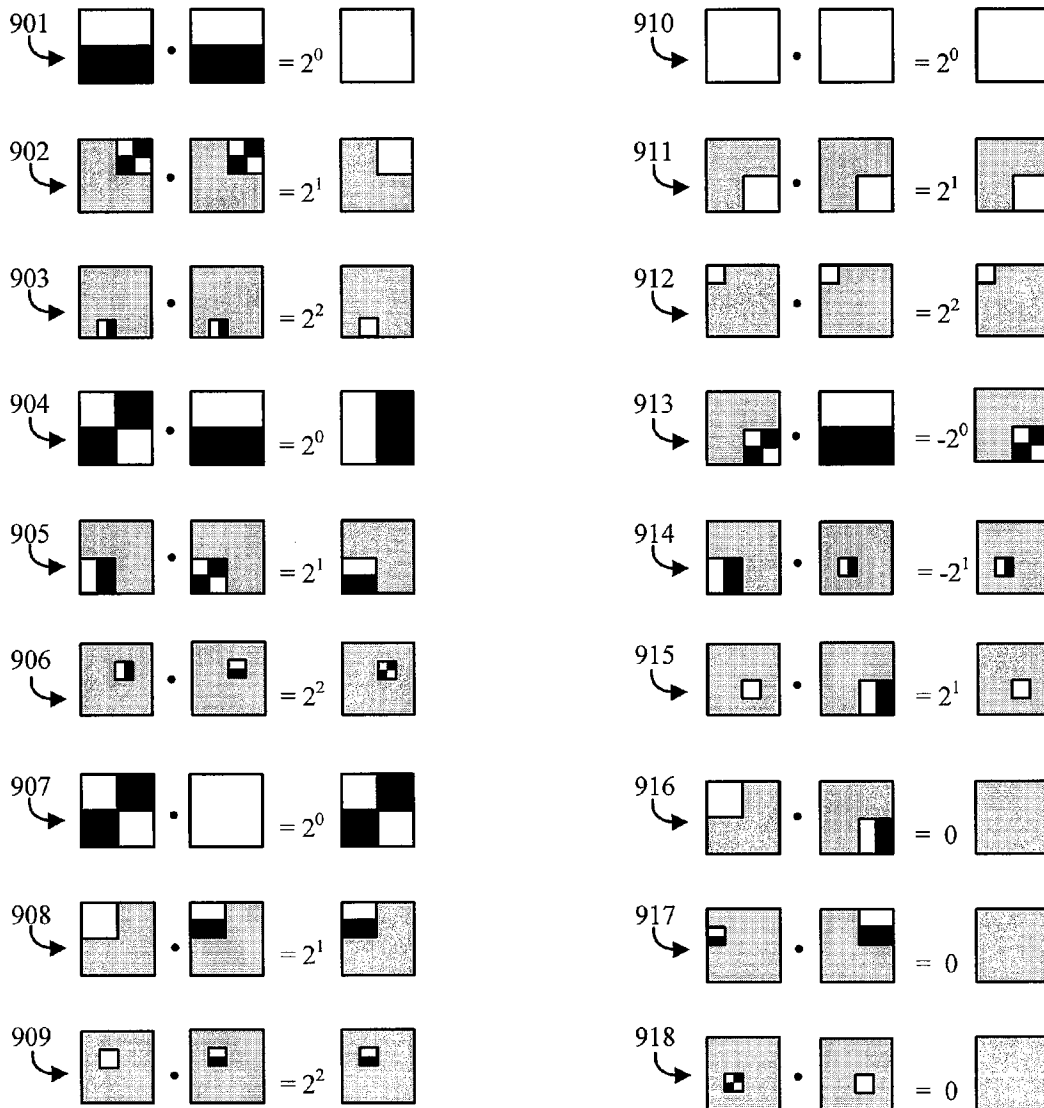 901 = 2⁰
910 = 2⁰
902 = 2¹
911 = 2¹
903 = 2²
912 = 2²
904 = 2⁰
913 = -2⁰
905 = 2¹
914 = -2¹
906 = 2²
915 = 2¹
907 = 2⁰
916 = 0
908 = 2¹
917 = 0
909 = 2²
918 = 0